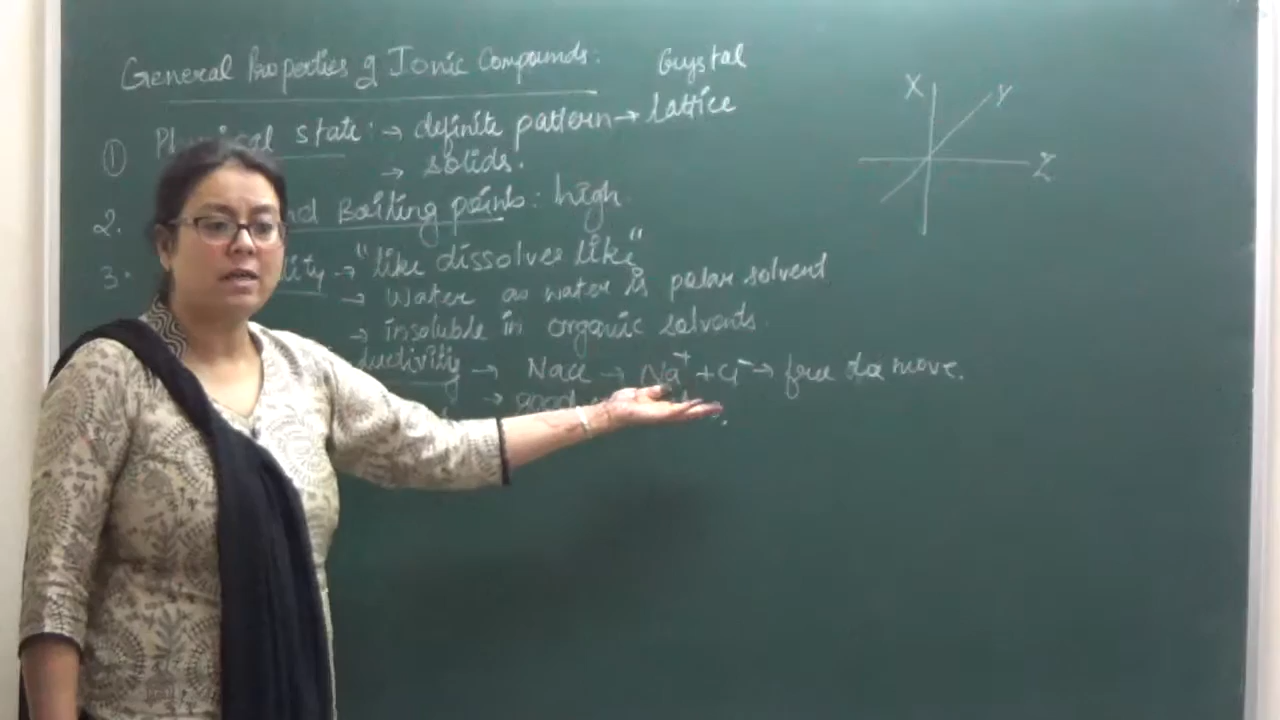 General Properties of Ionic Compounds:
Crystal
① Physical state: → definite pattern → lattice
→ solids.
2. nd Boiling points: high.
3. ity → "like dissolves like"
→ Water as water is polar solvent
→ insoluble in organic solvents.
ductivity → NaCl → Na⁺ + Cl⁻ → free to move.
→ good
X Y
Z